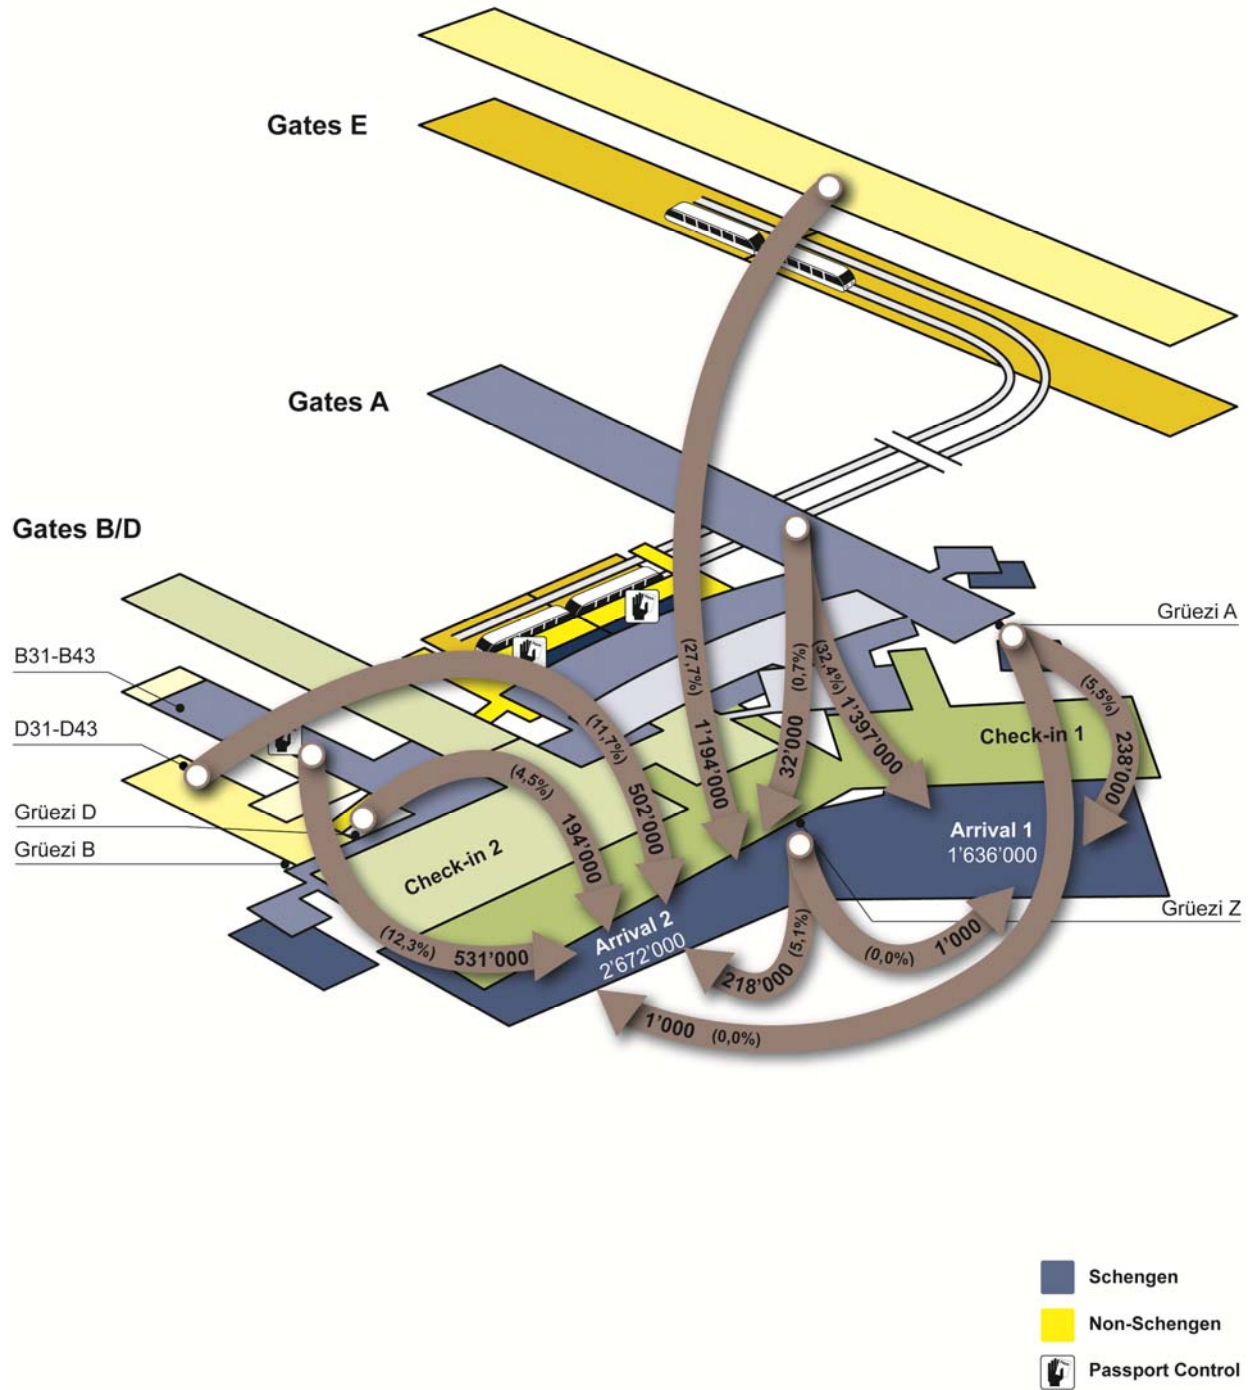 Gates E
Gates A
Gates B/D
B31-B43
D31-D43
Grüezi D
Grüezi B
Grüezi A
Grüezi Z
(27,7%) 1’194’000
(0,7%) 32’000
(32,4%) 1’397’000
(5,5%) 238’000
(11,7%) 502’000
(4,5%) 194’000
(12,3%) 531’000
218’000 (5,1%)
(0,0%) 1’000
1’000 (0,0%)
Check-in 1
Check-in 2
Arrival 1
1’636’000
Arrival 2
2’672’000
Schengen
Non-Schengen
Passport Control